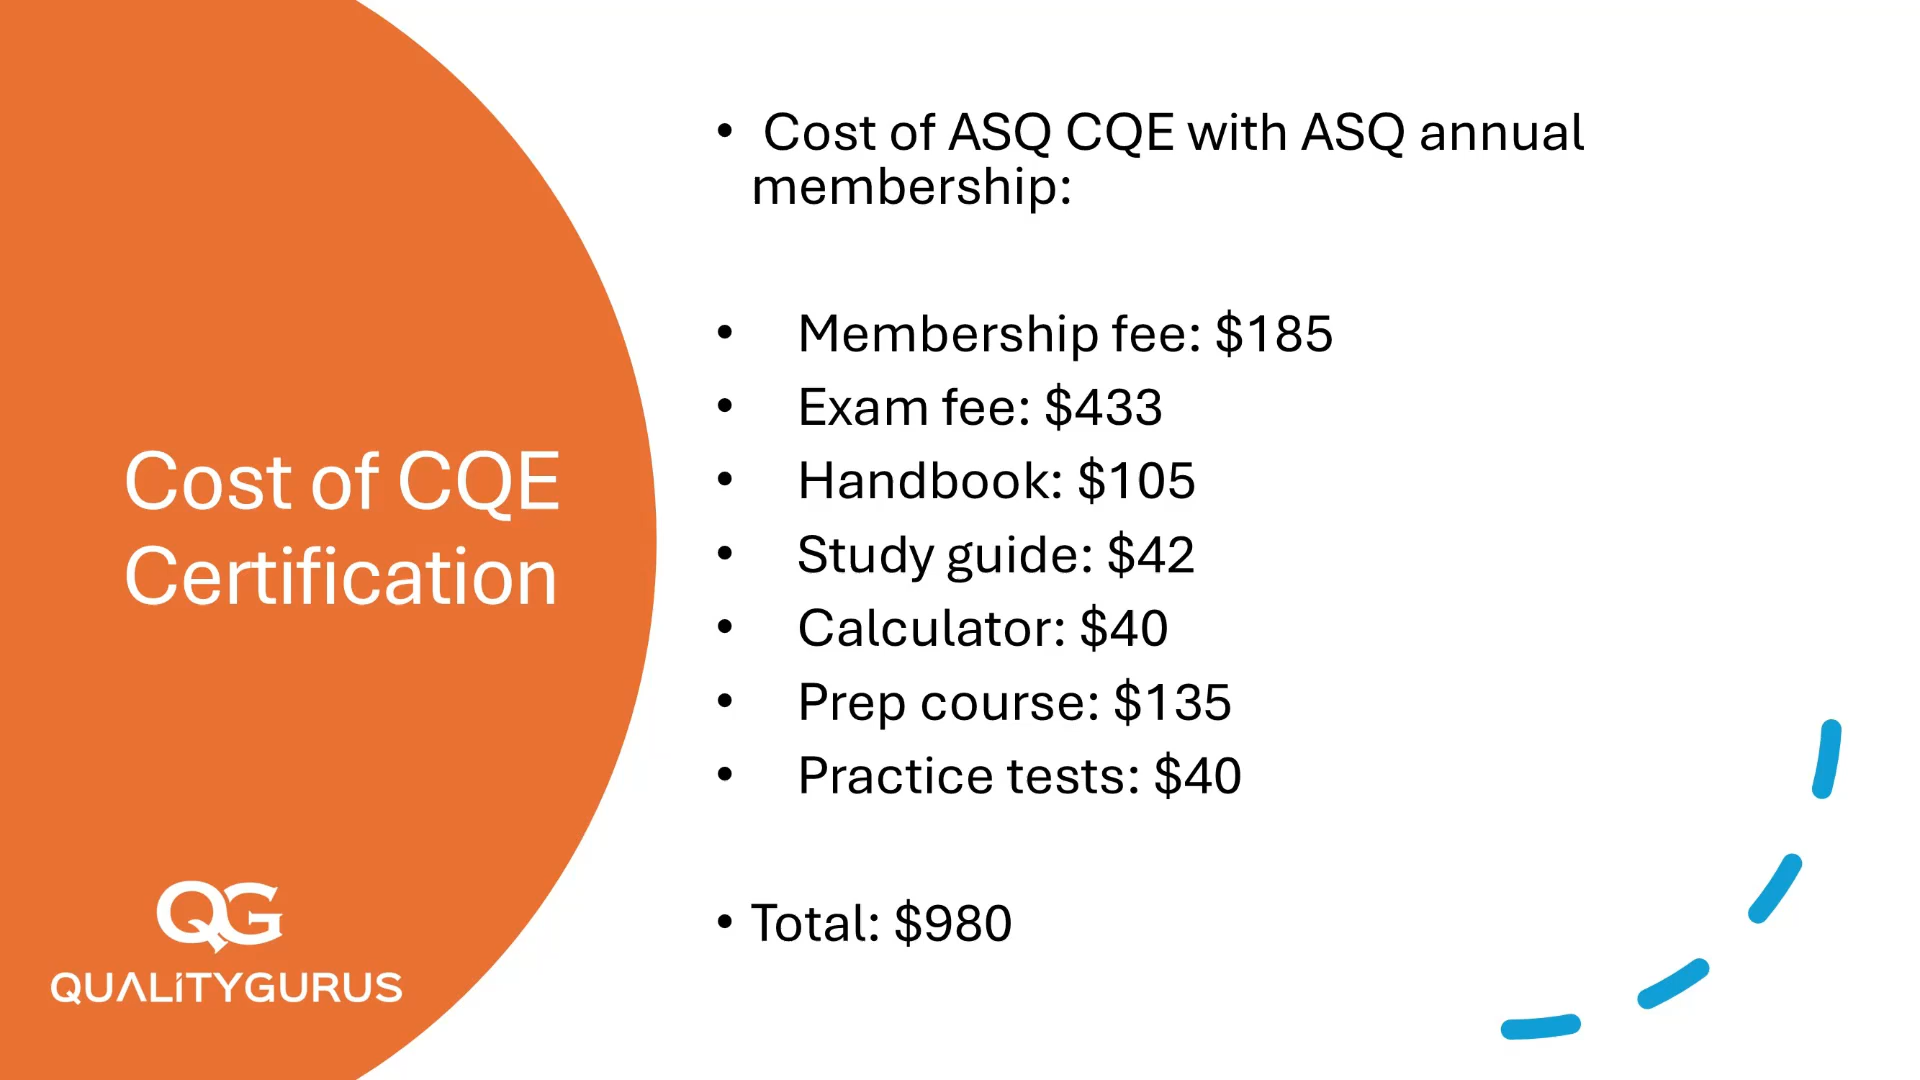 Cost of CQE
Certification
QG
QUALITYGURUS
• Cost of ASQ CQE with ASQ annual
membership:
• Membership fee: $185
• Exam fee: $433
• Handbook: $105
• Study guide: $42
• Calculator: $40
• Prep course: $135
• Practice tests: $40
• Total: $980